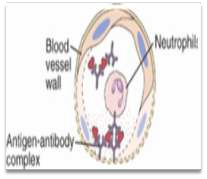 Blood
vessel
wall
Neutrophils
Antigen-antibody
complex